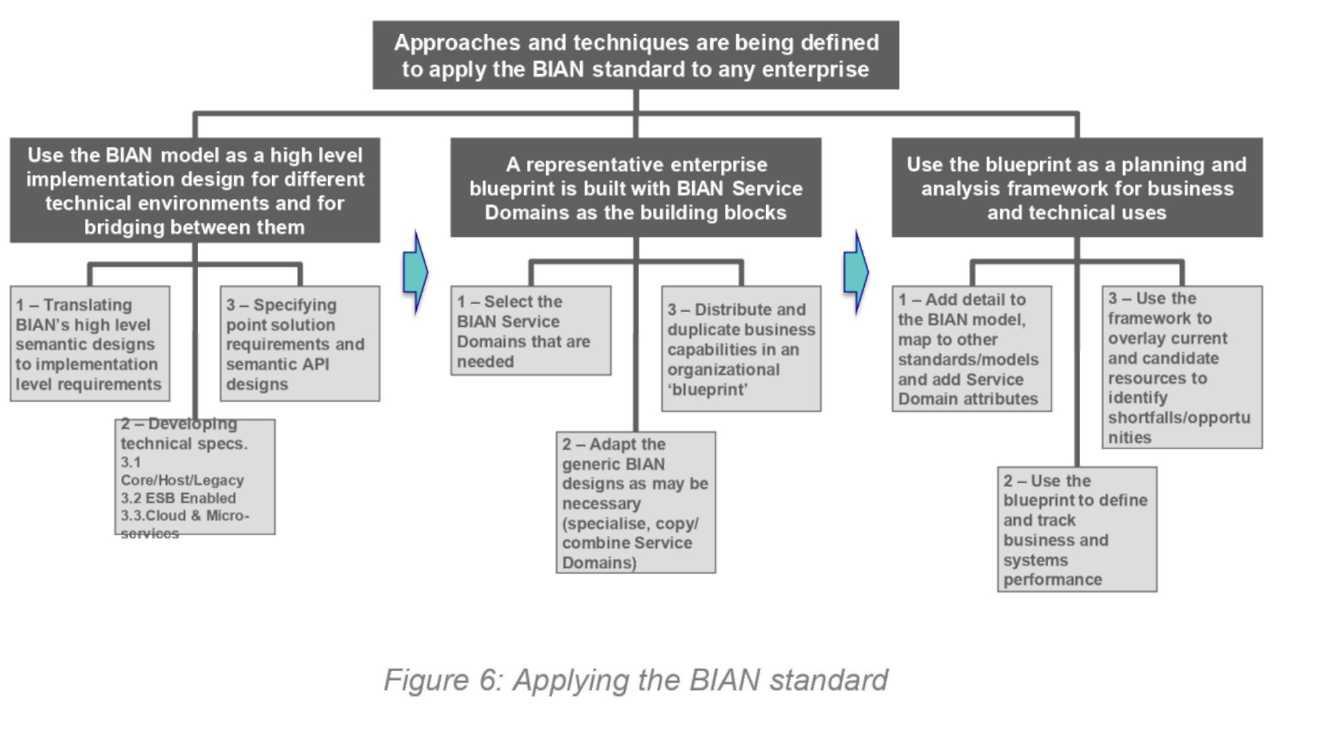 Approaches and techniques are being defined
to apply the BIAN standard to any enterprise
Use the BIAN model as a high level
implementation design for different
technical environments and for
bridging between them
1 – Translating
BIAN's high level
semantic designs
to implementation
level requirements
2 – Developing
technical specs.
3.1
Core/Host/Legacy
3.2 ESB Enabled
3.3.Cloud & Micro-
services
3 – Specifying
point solution
requirements and
semantic API
designs
A representative enterprise
blueprint is built with BIAN Service
Domains as the building blocks
1 – Select the
BIAN Service
Domains that are
needed
2 – Adapt the
generic BIAN
designs as may be
necessary
(specialise, copy/
combine Service
Domains)
3 – Distribute and
duplicate business
capabilities in an
organizational
‘blueprint’
Use the blueprint as a planning and
analysis framework for business
and technical uses
1 – Add detail to
the BIAN model,
map to other
standards/models
and add Service
Domain attributes
2 – Use the
blueprint to define
and track
business and
systems
performance
3 – Use the
framework to
overlay current
and candidate
resources to
identify
shortfalls/opportu
nities
Figure 6: Applying the BIAN standard